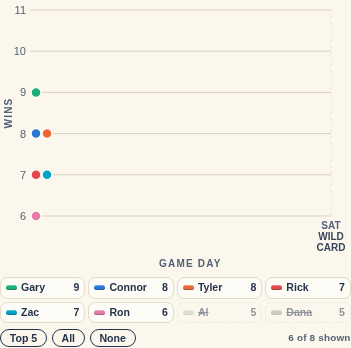 11
10
9
8
7
6
WINS
SAT
WILD
CARD
GAME DAY
Gary 9 Connor 8 Tyler 8 Rick 7
Zac 7 Ron 6 Al 5 Dana 5
Top 5 All None 6 of 8 shown